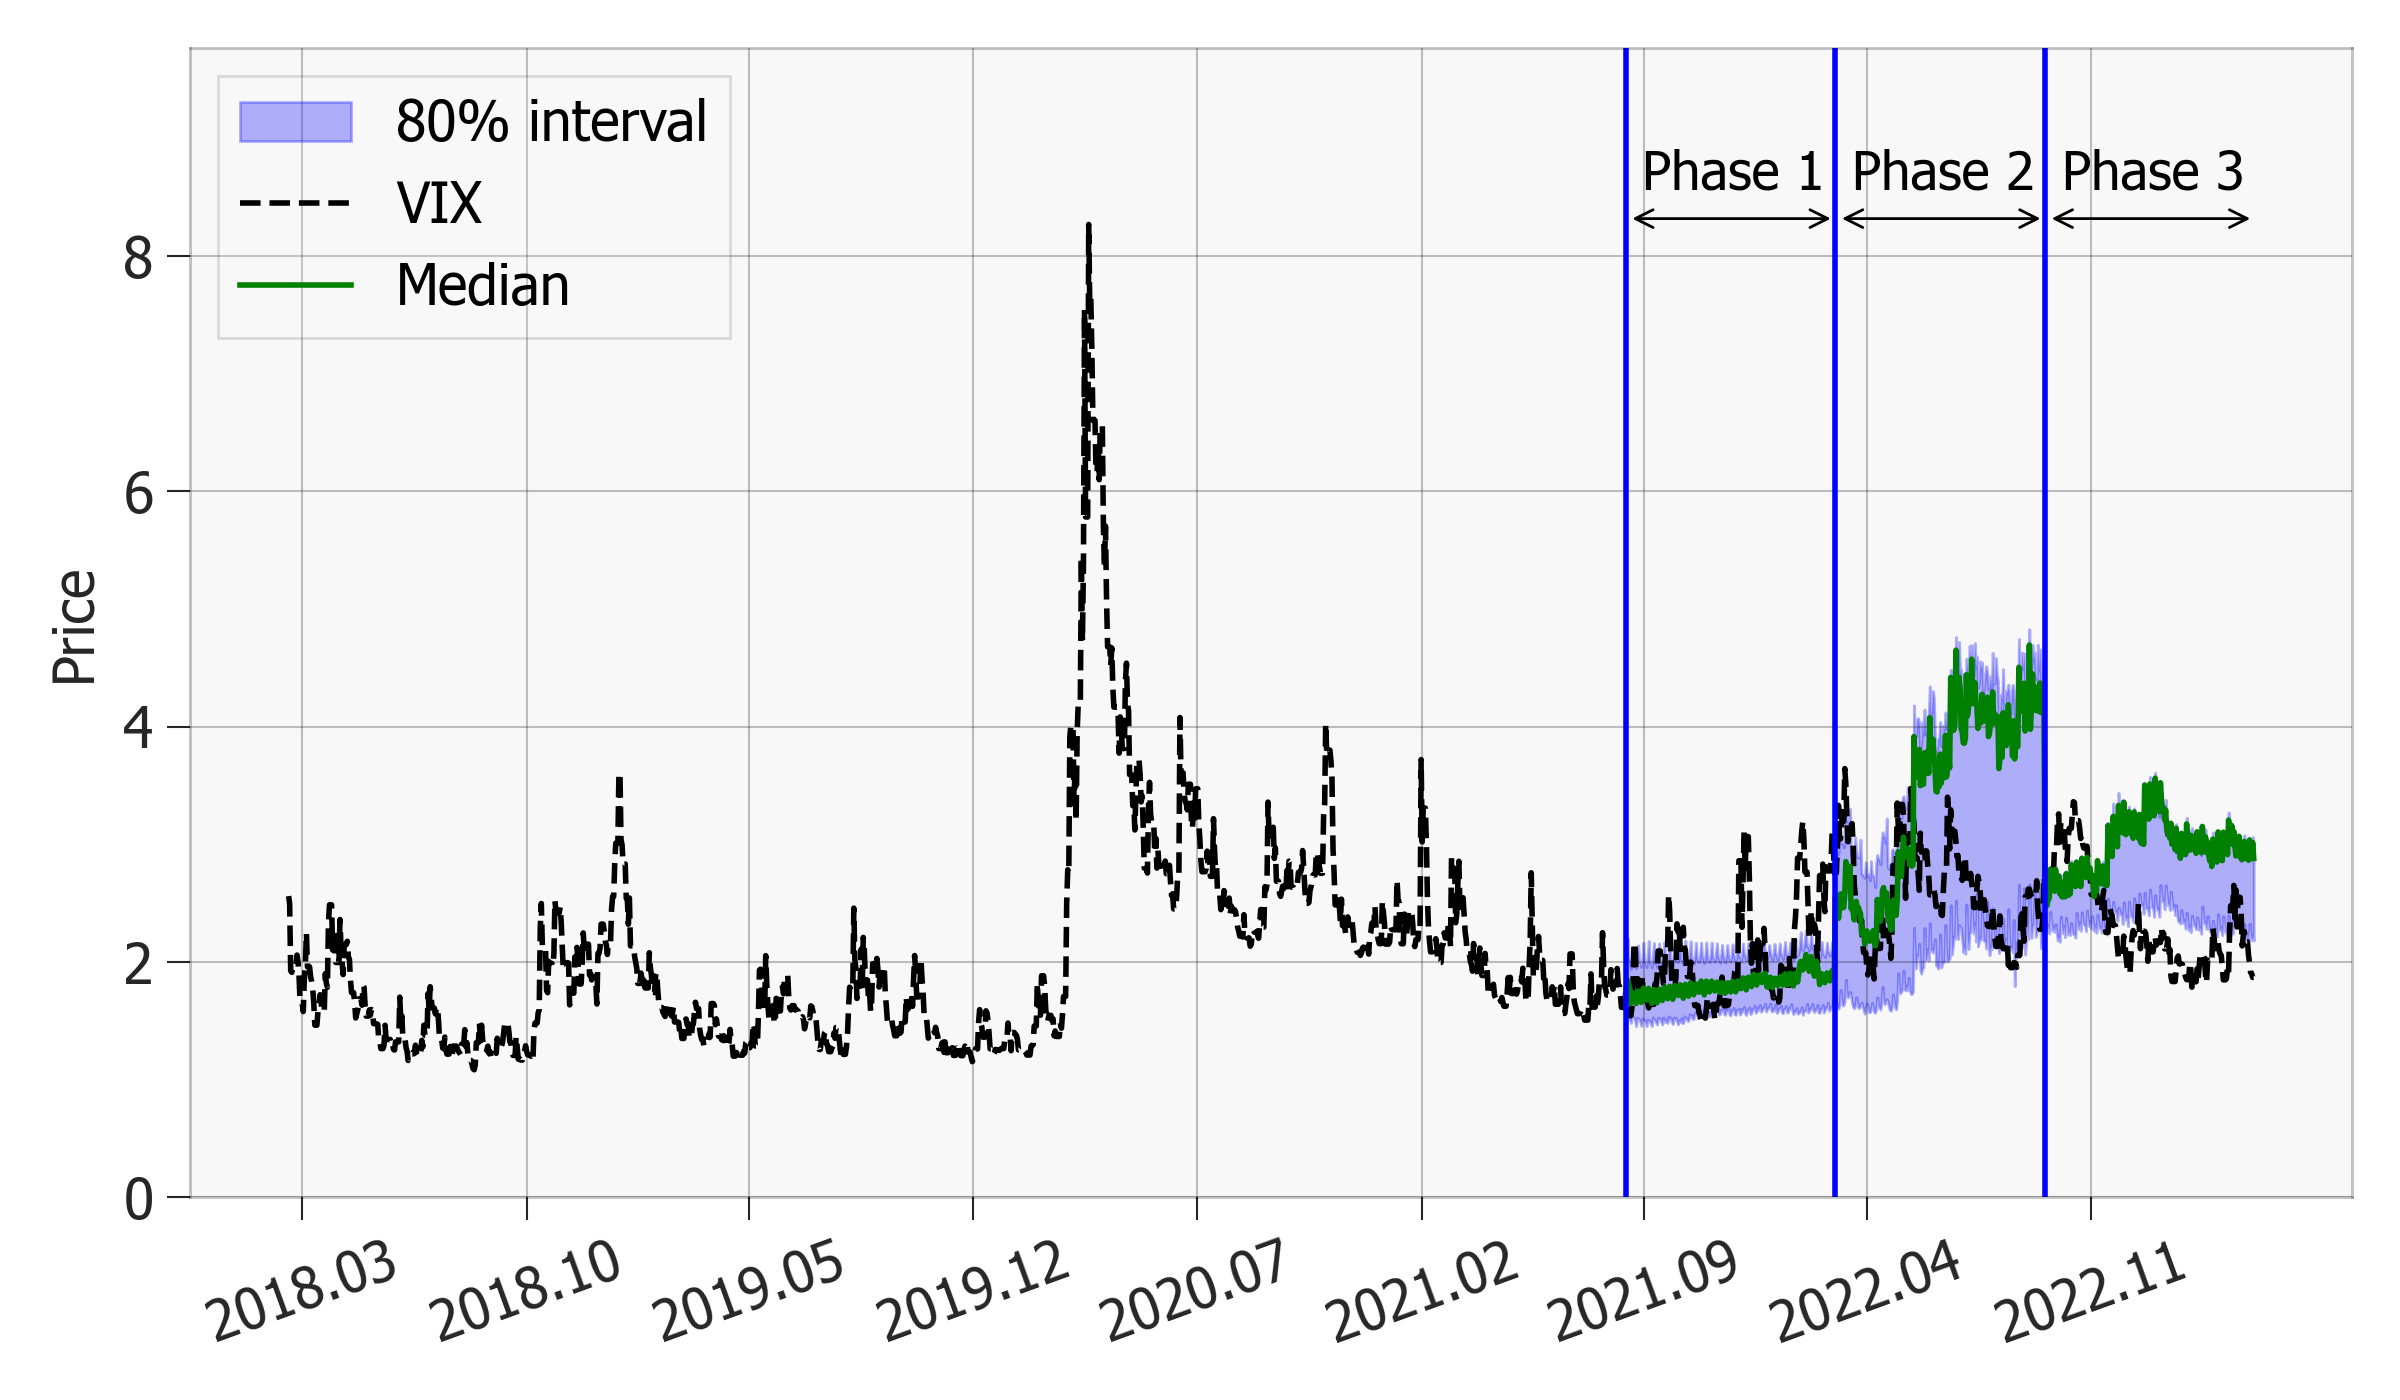 80% interval
VIX
Median
Phase 1
Phase 2
Phase 3
Price
8
6
4
2
0
2018.03
2018.10
2019.05
2019.12
2020.07
2021.02
2021.09
2022.04
2022.11